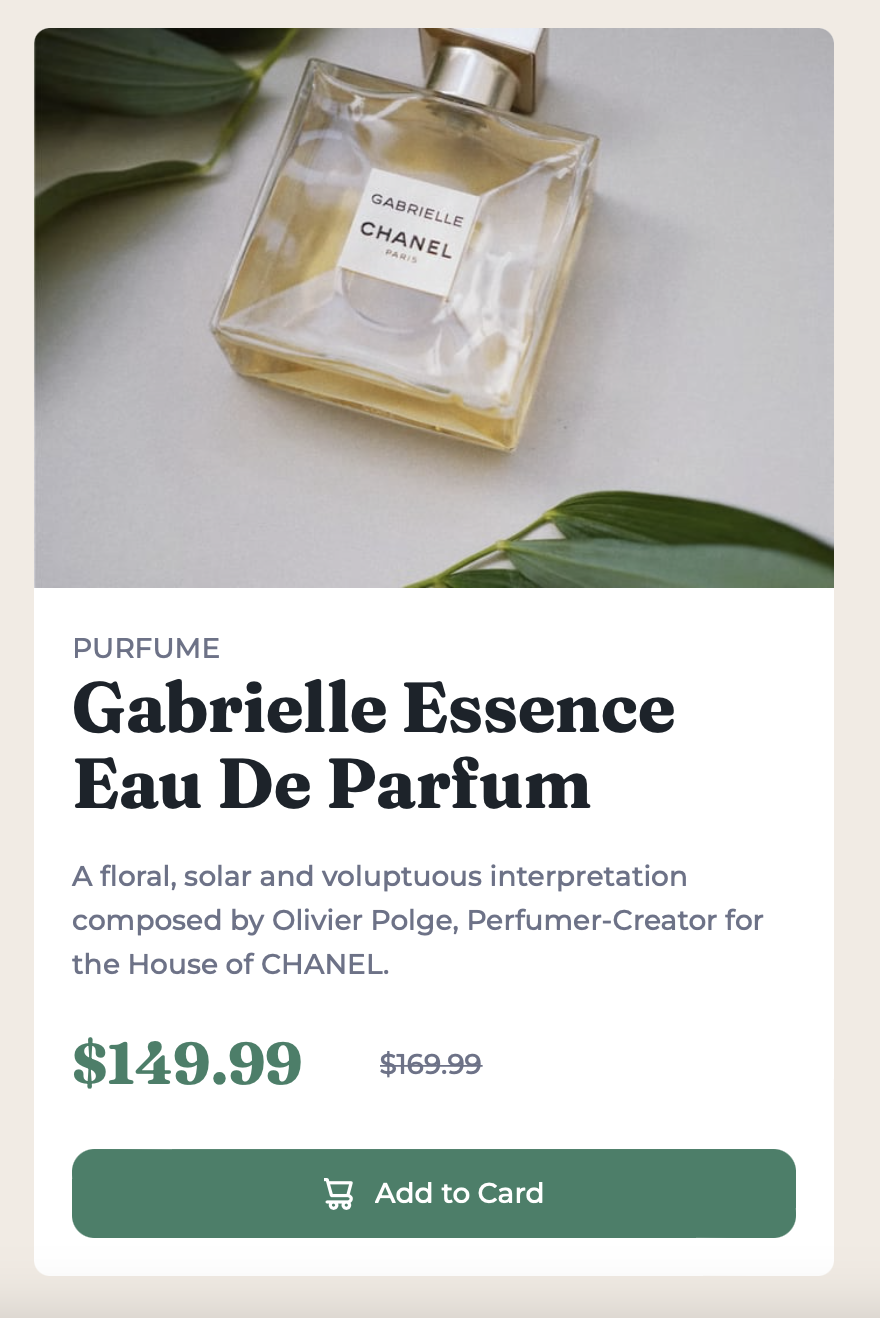 GABRIELLE
CHANEL
PARIS
PURFUME
Gabrielle Essence
Eau De Parfum
A floral, solar and voluptuous interpretation
composed by Olivier Polge, Perfumer-Creator for
the House of CHANEL.
$149.99 $169.99
Add to Card